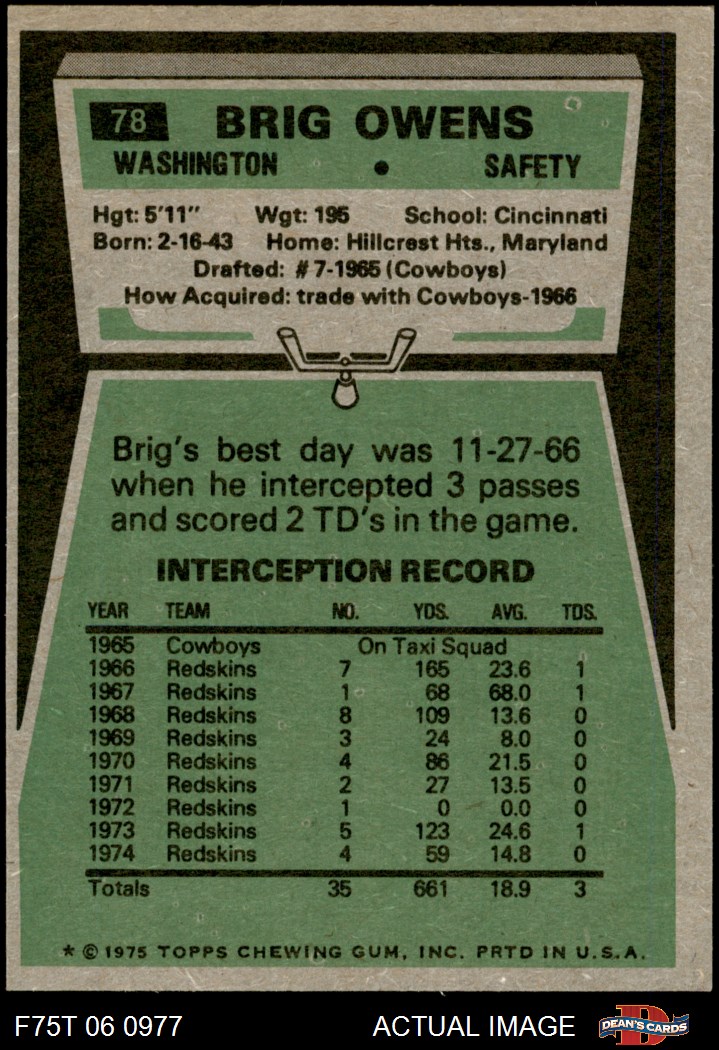 78 BRIG OWENS
WASHINGTON • SAFETY
Hgt: 5'11" Wgt: 195 School: Cincinnati
Born: 2-16-43 Home: Hillcrest Hts., Maryland
Drafted: #7-1965 (Cowboys)
How Acquired: trade with Cowboys-1966
Brig's best day was 11-27-66
when he intercepted 3 passes
and scored 2 TD's in the game.
INTERCEPTION RECORD
YEAR TEAM NO. YDS. AVG. TDS.
1965 Cowboys On Taxi Squad
1966 Redskins 7 165 23.6 1
1967 Redskins 1 68 68.0 1
1968 Redskins 8 109 13.6 0
1969 Redskins 3 24 8.0 0
1970 Redskins 4 86 21.5 0
1971 Redskins 2 27 13.5 0
1972 Redskins 1 0 0.0 0
1973 Redskins 5 123 24.6 1
1974 Redskins 4 59 14.8 0
Totals 35 661 18.9 3
* © 1975 TOPPS CHEWING GUM, INC. PRTD IN U.S.A.
F75T 06 0977 ACTUAL IMAGE D DEAN'S CARDS